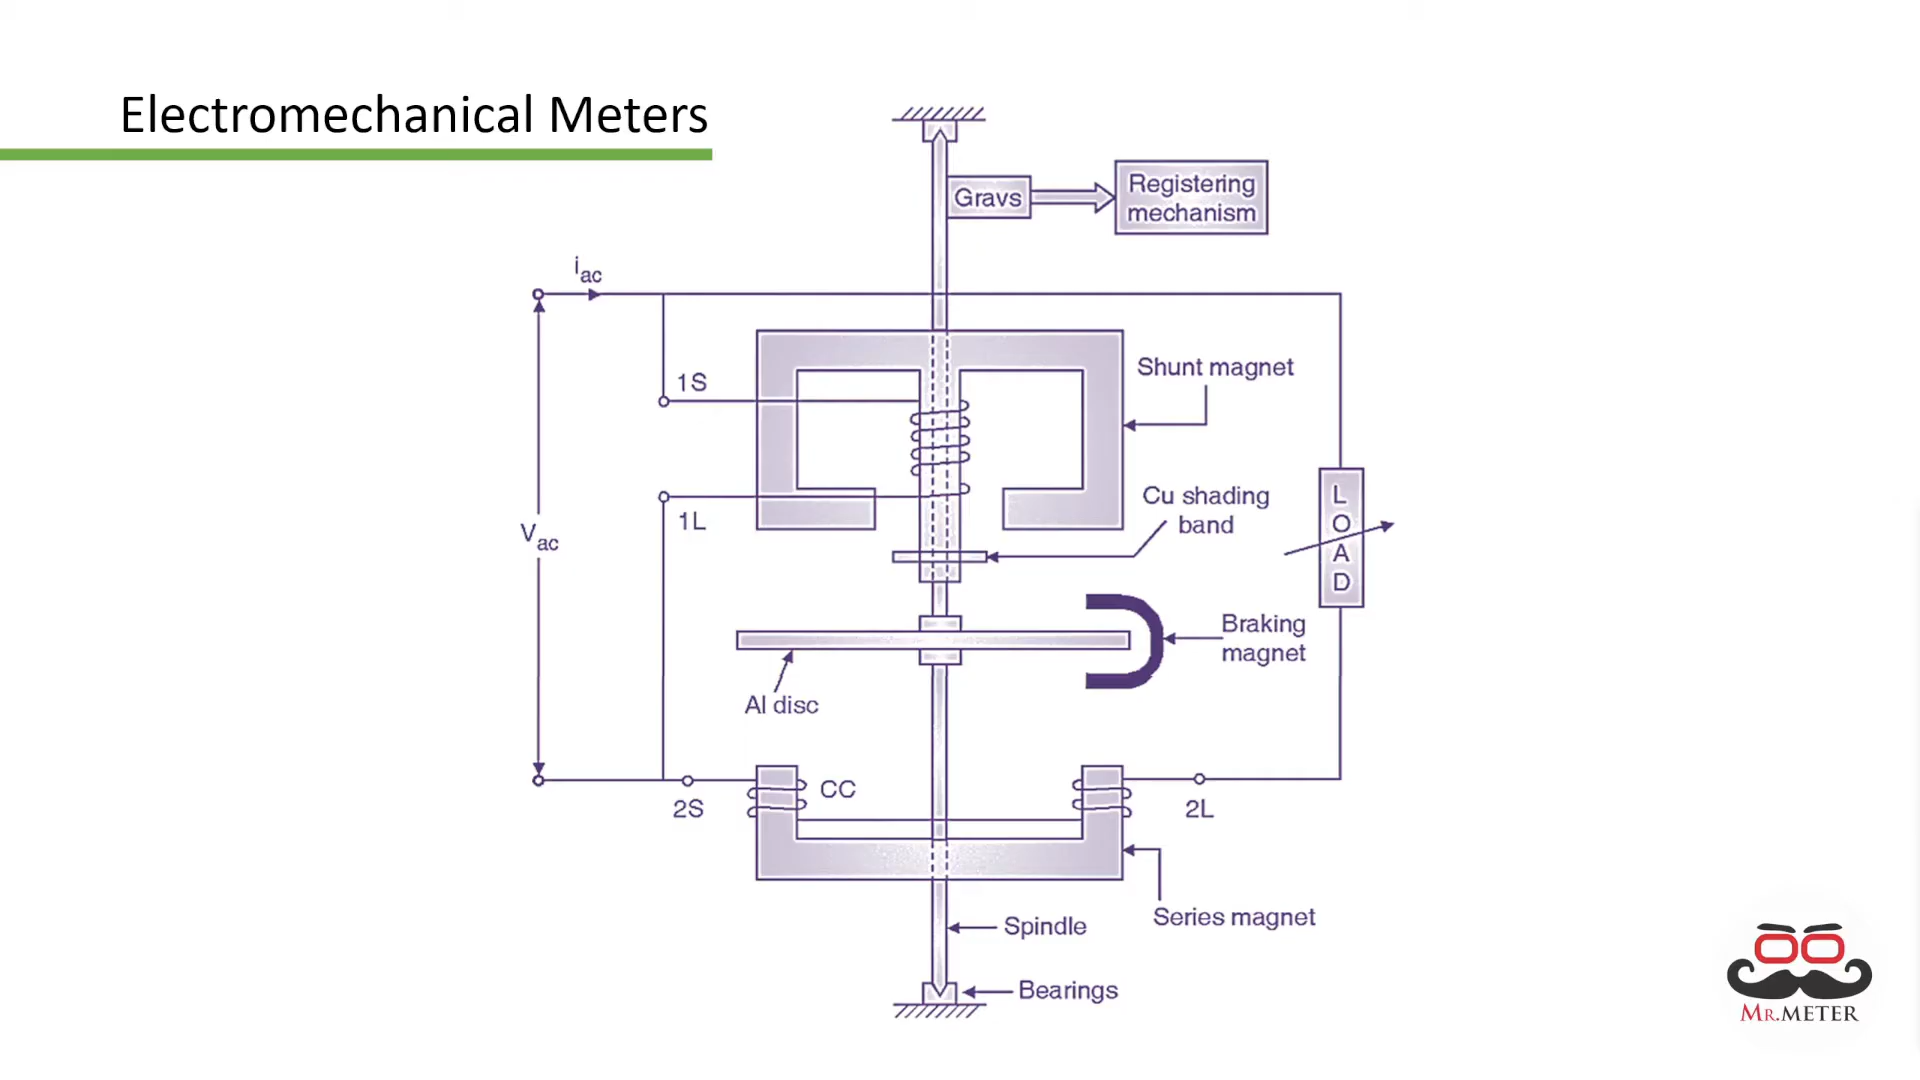 Electromechanical Meters
Gravs
Registering
mechanism
iac
1S
Shunt magnet
Cu shading
band
1L
Vac
LOAD
Braking
magnet
Al disc
CC
2S
2L
Series magnet
Spindle
Bearings
MR.METER